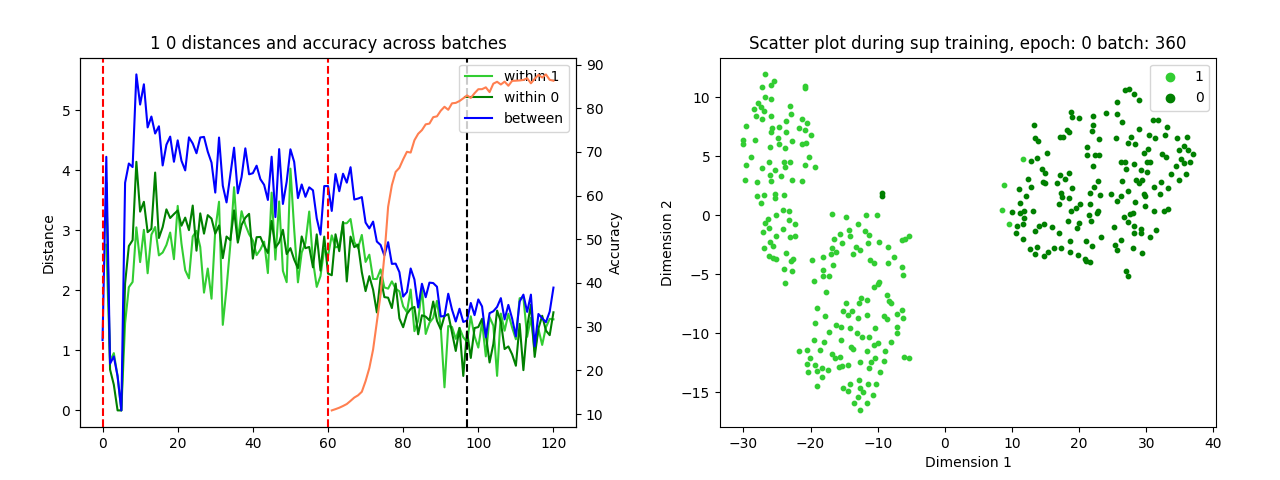 1 0 distances and accuracy across batches
Distance
5
4
3
2
1
0
0 20 40 60 80 100 120
90
80
70
60
50
40
30
20
10
Accuracy
within 1
within 0
between
Scatter plot during sup training, epoch: 0 batch: 360
Dimension 2
10
5
0
−5
−10
−15
−30 −20 −10 0 10 20 30 40
Dimension 1
1
0